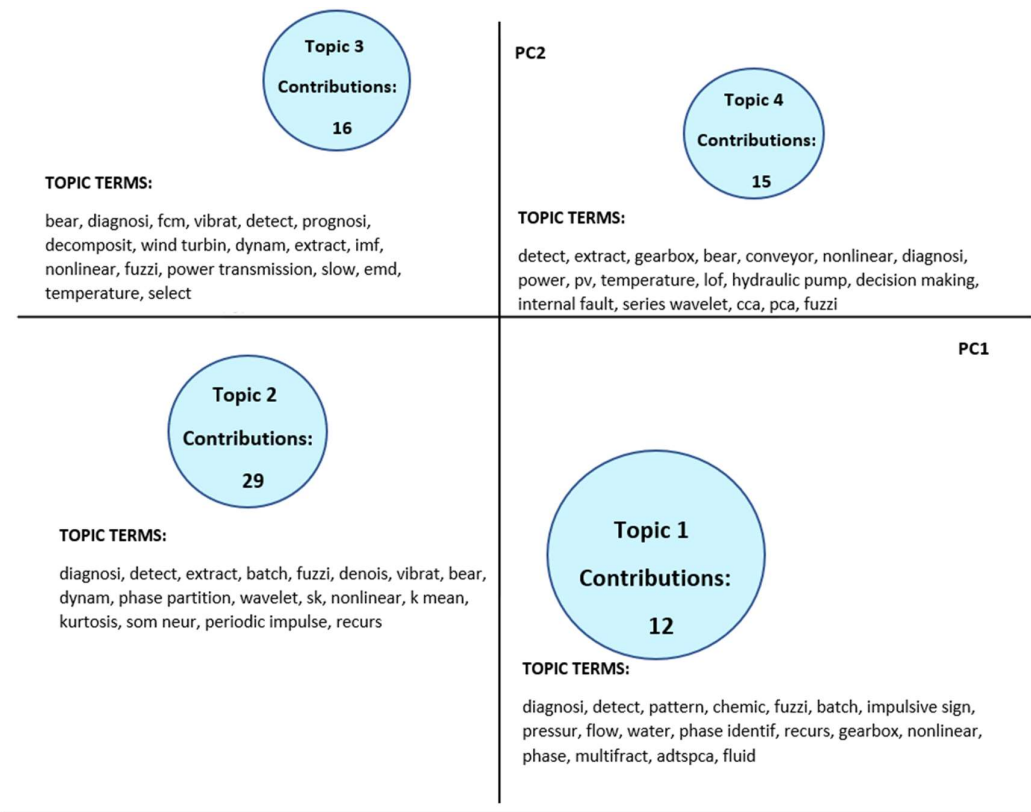 Topic 3
Contributions:
16
TOPIC TERMS:
bear, diagnosi, fcm, vibrat, detect, prognosi,
decomposit, wind turbin, dynam, extract, imf,
nonlinear, fuzzi, power transmission, slow, emd,
temperature, select
PC2
Topic 4
Contributions:
15
TOPIC TERMS:
detect, extract, gearbox, bear, conveyor, nonlinear, diagnosi,
power, pv, temperature, lof, hydraulic pump, decision making,
internal fault, series wavelet, cca, pca, fuzzi
PC1
Topic 2
Contributions:
29
TOPIC TERMS:
diagnosi, detect, extract, batch, fuzzi, denois, vibrat, bear,
dynam, phase partition, wavelet, sk, nonlinear, k mean,
kurtosis, som neur, periodic impulse, recurs
Topic 1
Contributions:
12
TOPIC TERMS:
diagnosi, detect, pattern, chemic, fuzzi, batch, impulsive sign,
pressur, flow, water, phase identif, recurs, gearbox, nonlinear,
phase, multifract, adtspca, fluid